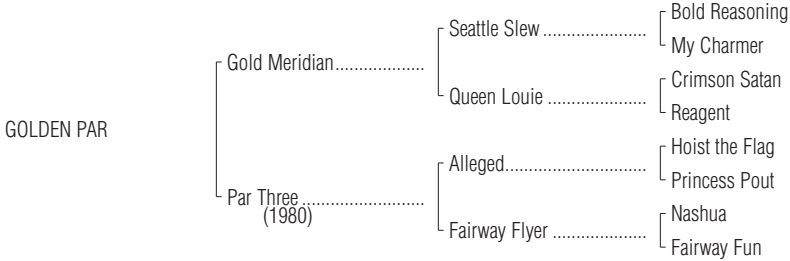 Bold Reasoning
Seattle Slew ......................
My Charmer
Gold Meridian...................
Crimson Satan
Queen Louie .....................
Reagent
GOLDEN PAR
Hoist the Flag
Alleged.............................
Princess Pout
Par Three ..........................
(1980)
Nashua
Fairway Flyer ....................
Fairway Fun